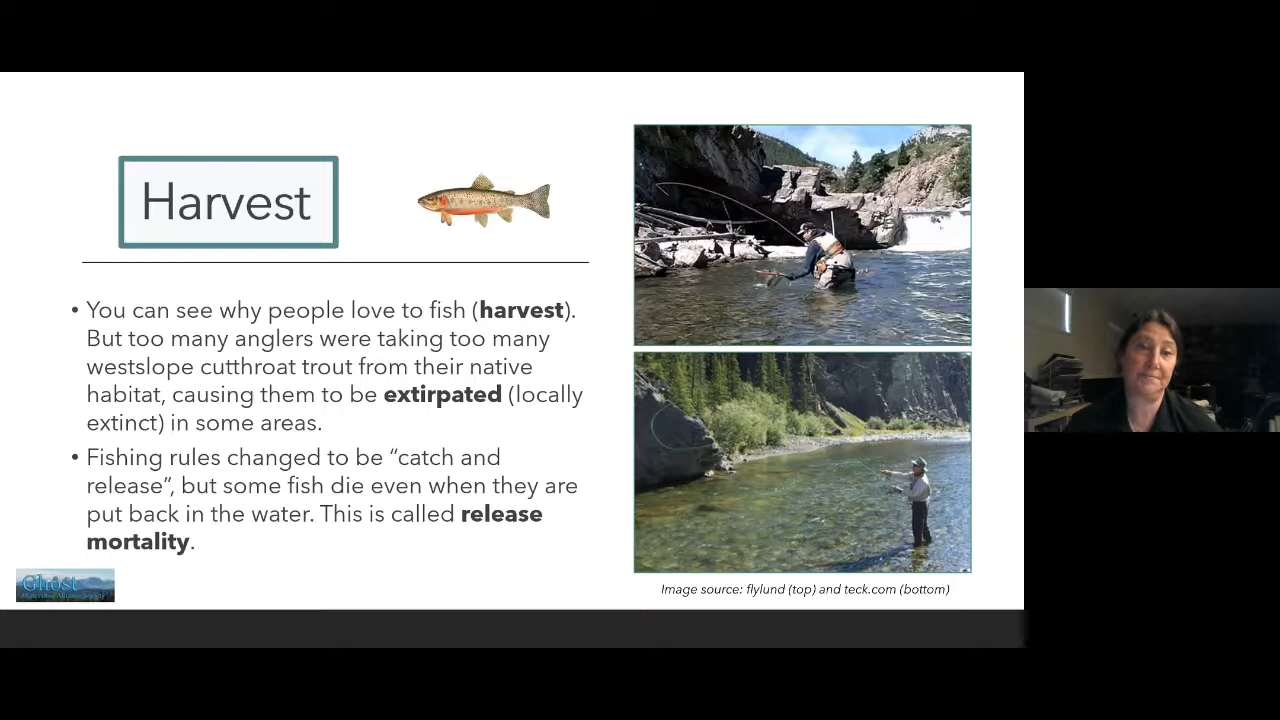 Harvest
• You can see why people love to fish (harvest).
But too many anglers were taking too many
westslope cutthroat trout from their native
habitat, causing them to be extirpated (locally
extinct) in some areas.
• Fishing rules changed to be “catch and
release”, but some fish die even when they are
put back in the water. This is called release
mortality.
Ghost
Watershed Alliance Society
Image source: flylund (top) and teck.com (bottom)